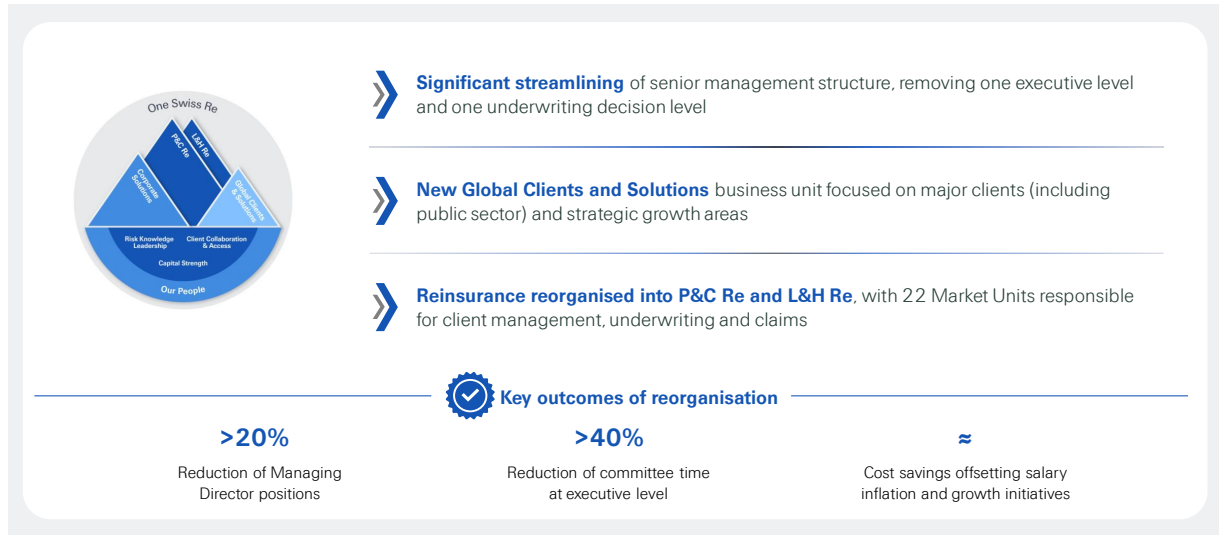 One Swiss Re
P&C Re
L&H Re
Corporate
Solutions
Global Clients
& Solutions
Risk Knowledge
Leadership
Client Collaboration
& Access
Capital Strength
Our People
Significant streamlining of senior management structure, removing one executive level
and one underwriting decision level
New Global Clients and Solutions business unit focused on major clients (including
public sector) and strategic growth areas
Reinsurance reorganised into P&C Re and L&H Re, with 22 Market Units responsible
for client management, underwriting and claims
Key outcomes of reorganisation
>20%
Reduction of Managing
Director positions
>40%
Reduction of committee time
at executive level
≈
Cost savings offsetting salary
inflation and growth initiatives